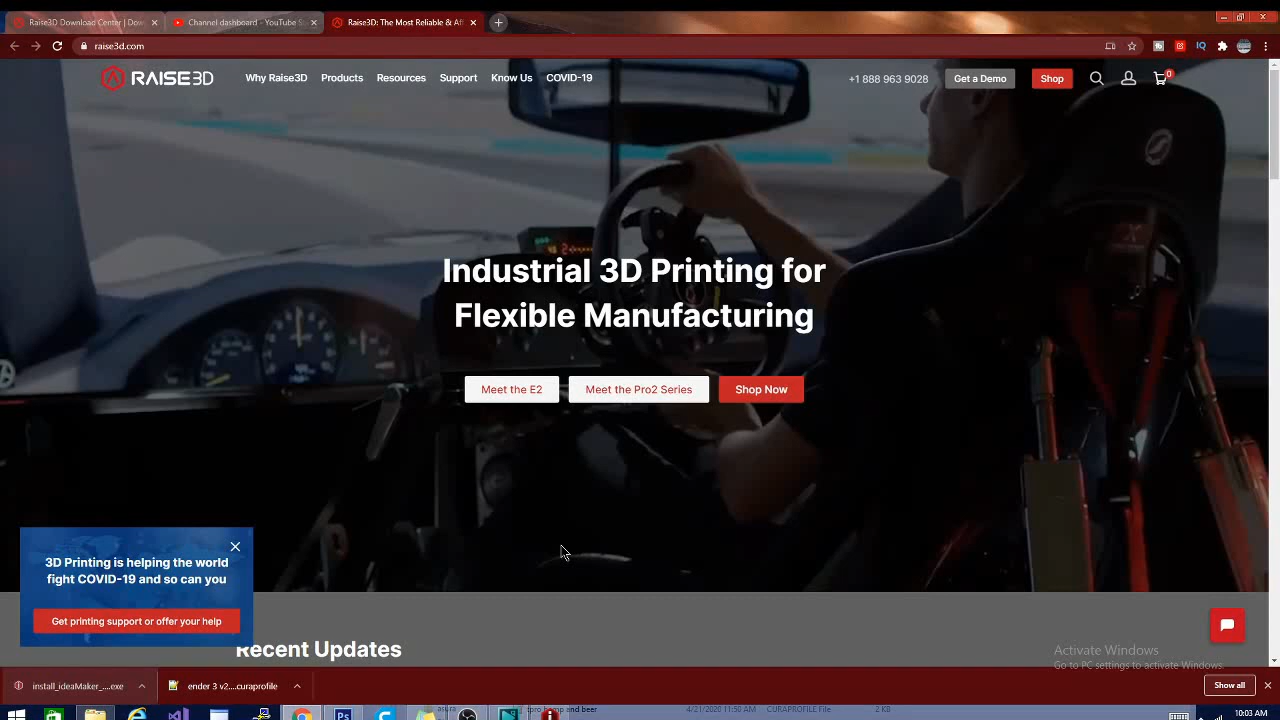 Raise3D Download Center | Dow
Channel dashboard - YouTube St
Raise3D: The Most Reliable & Aff
raise3d.com
IQ
RAISE3D
Why Raise3D
Products
Resources
Support
Know Us
COVID-19
+1 888 963 9028
Get a Demo
Shop
0
Industrial 3D Printing for
Flexible Manufacturing
Meet the E2
Meet the Pro2 Series
Shop Now
3D Printing is helping the world
fight COVID-19 and so can you
Get printing support or offer your help
Recent Updates
Activate Windows
Go to PC settings to activate Windows.
install_ideaMaker_....exe
ender 3 v2....curaprofile
Show all
and beer
4/21/2020 11:50 AM
CURAPROFILE File
2 KB
10:03 AM